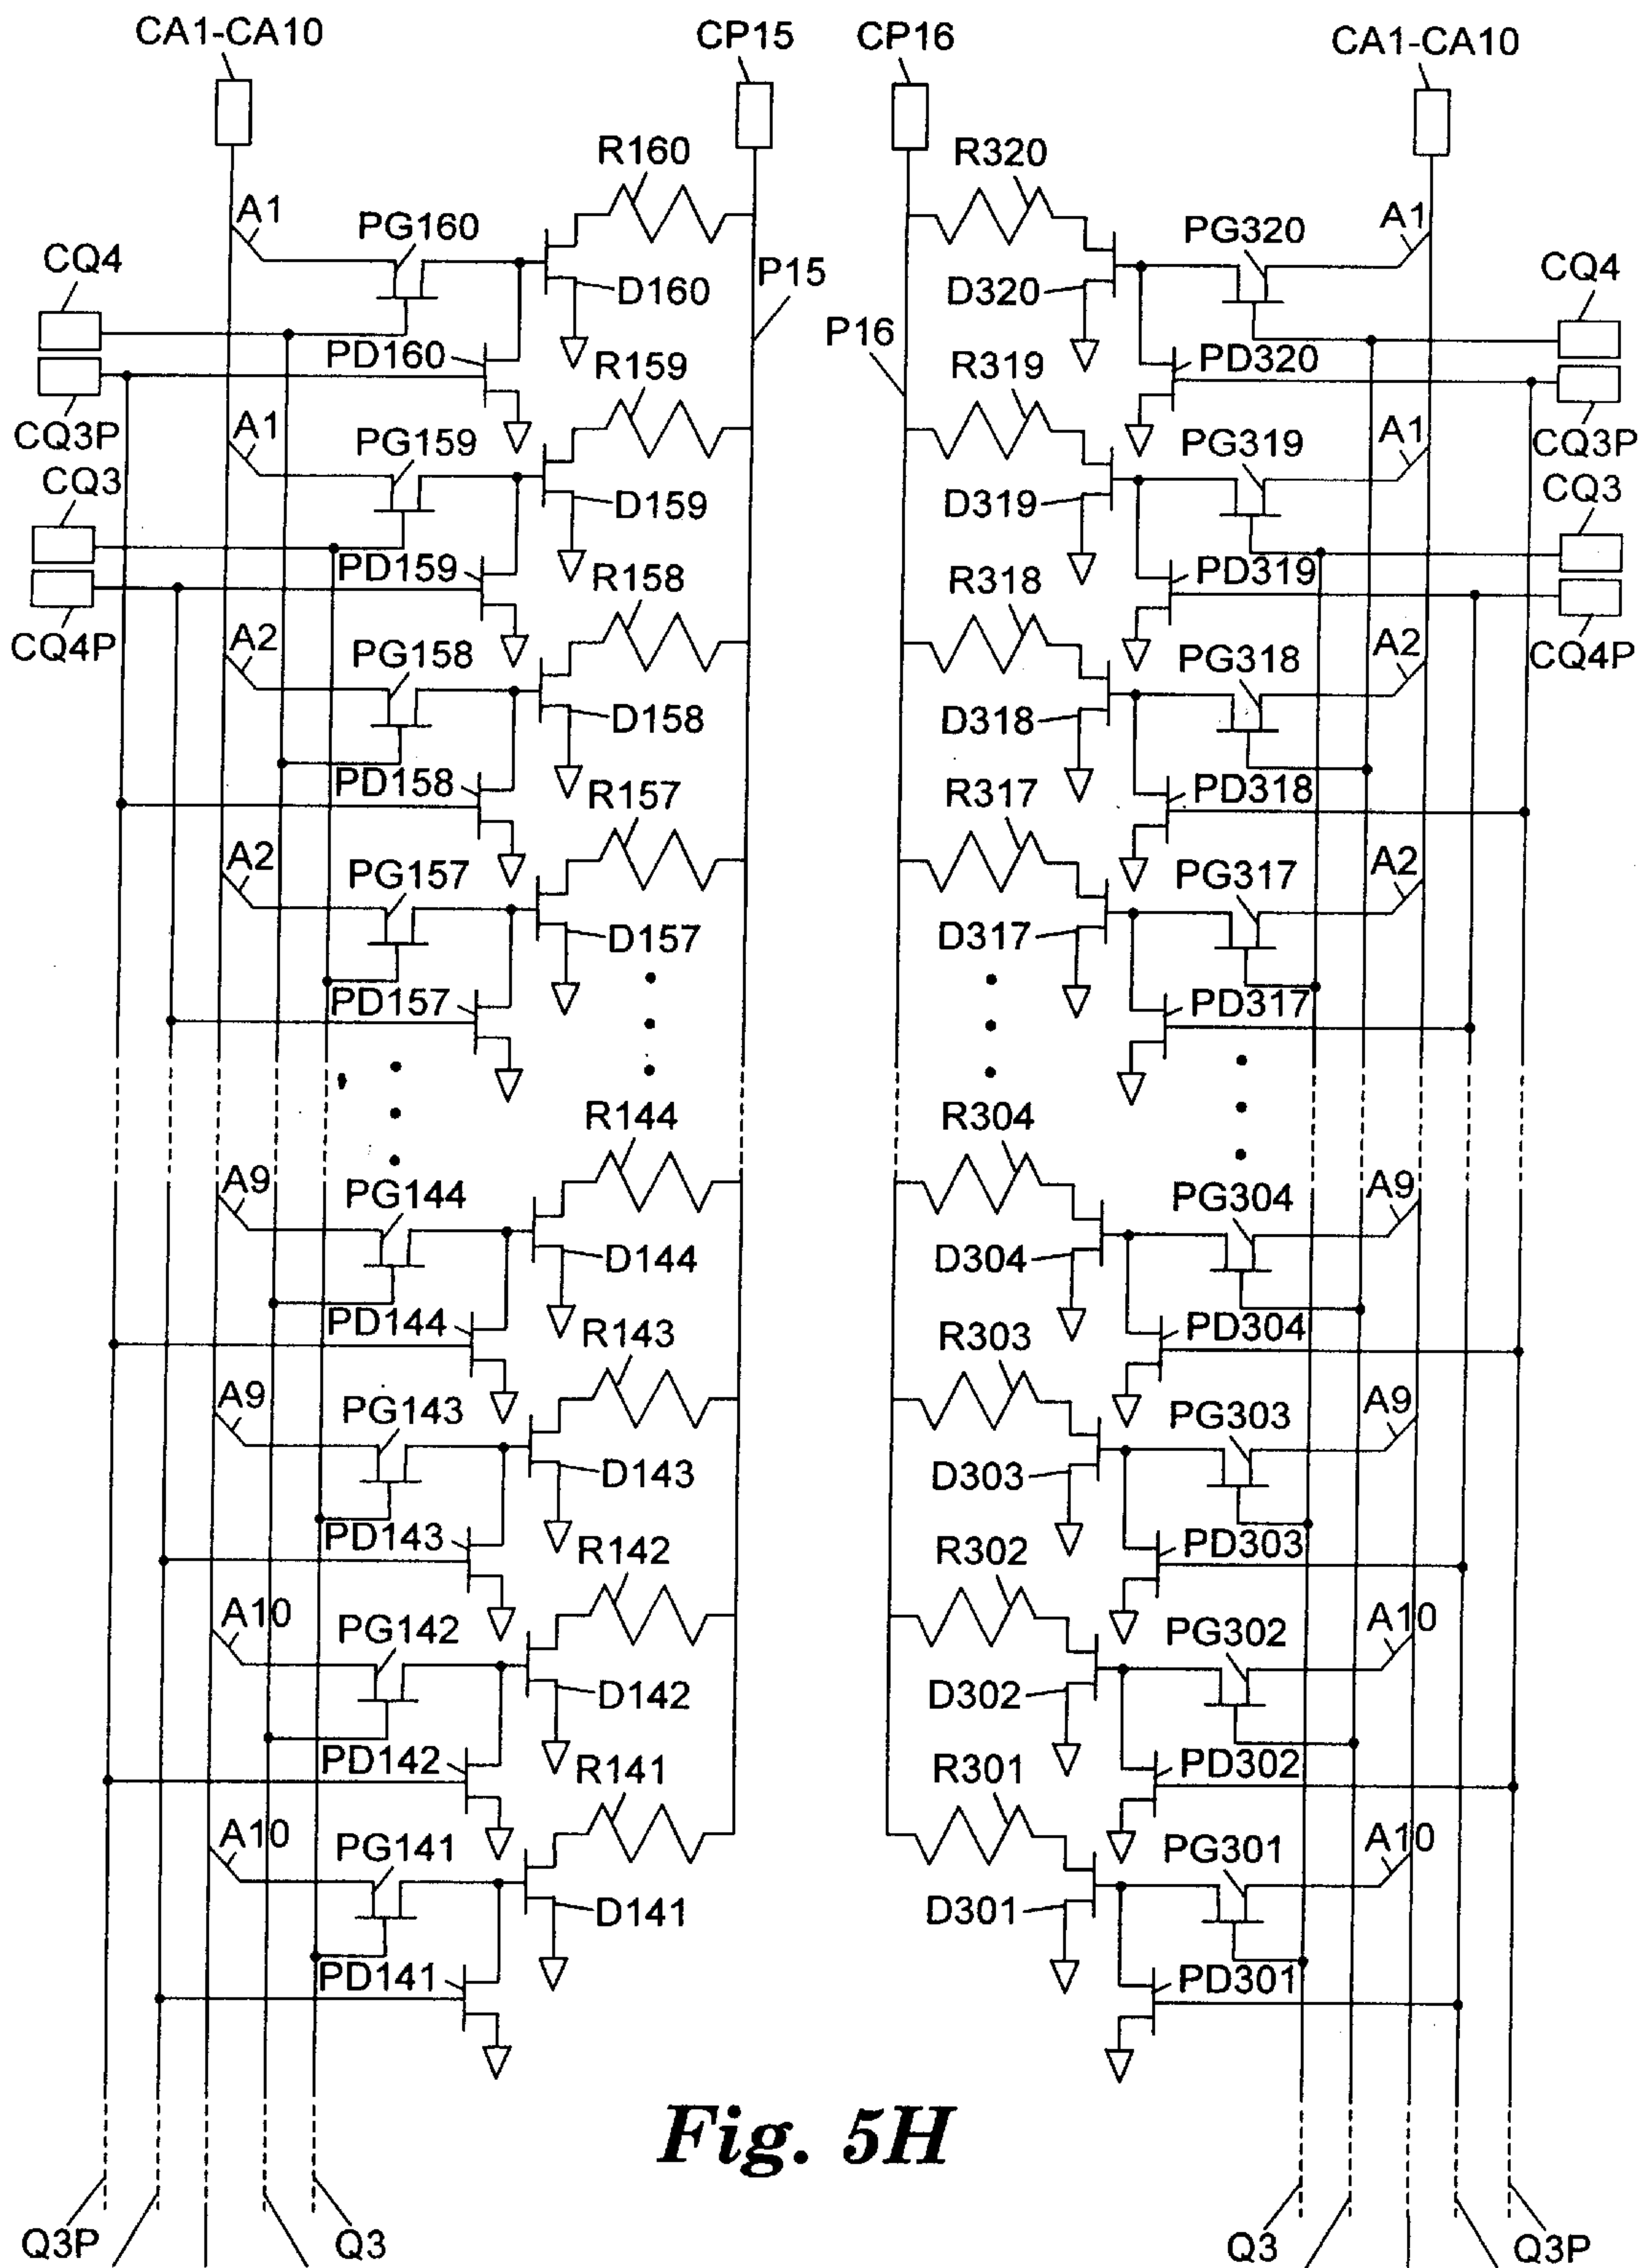 CA1-CA10 CP15 CP16 CA1-CA10
R160 R320
A1 PG160 PG320 A1
CQ4 P15 CQ4
D160 D320
P16
PD160 PD320
R159 R319
CQ3P A1 PG159 PG319 A1 CQ3P
CQ3 CQ3
D159 D319
PD159 PD319
R158 R318
CQ4P A2 PG158 PG318 A2 CQ4P
D158 D318
PD158 PD318
R157 R317
A2 PG157 PG317 A2
D157 D317
PD157 PD317
R144 R304
A9 PG144 PG304 A9
D144 D304
PD144 PD304
R143 R303
A9 PG143 PG303 A9
D143 D303
PD143 PD303
R142 R302
A10 PG142 PG302 A10
D142 D302
PD142 PD302
R141 R301
A10 PG141 PG301 A10
D141 D301
PD141 PD301
Fig. 5H
Q3P Q3 Q3 Q3P